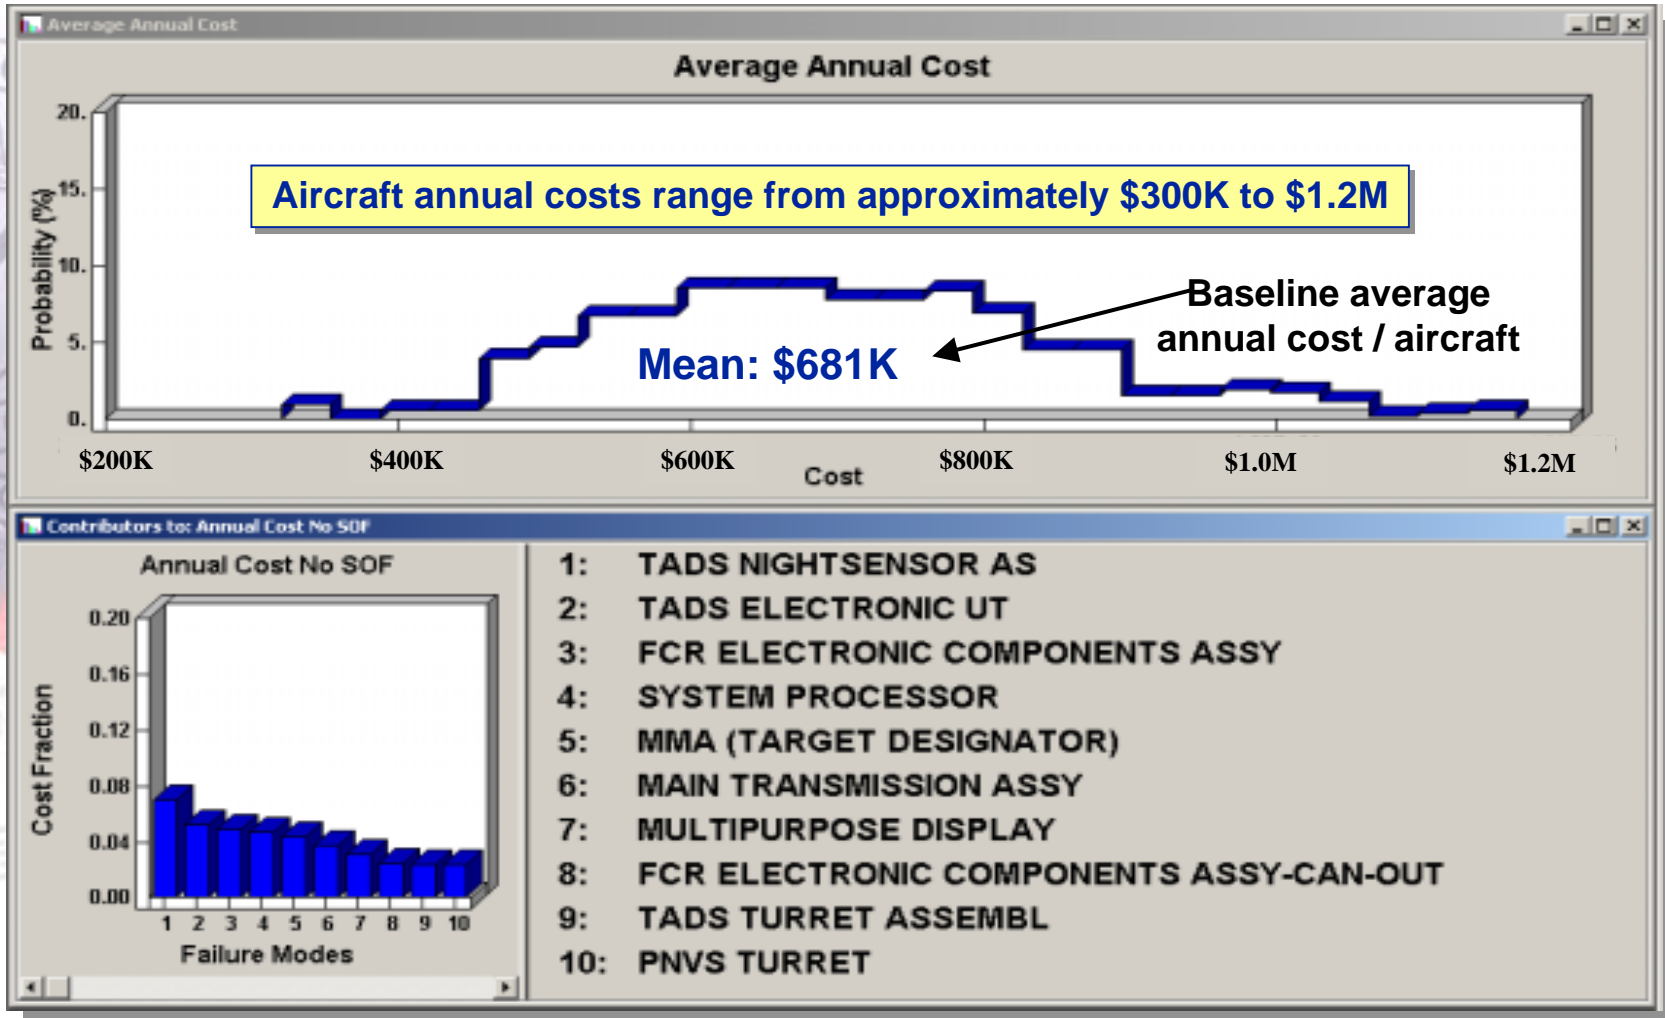 Average Annual Cost
Average Annual Cost
20.
15.
10.
5.
0.
Probability (%)
Aircraft annual costs range from approximately $300K to $1.2M
Baseline average
annual cost / aircraft
Mean: $681K
$200K $400K $600K $800K $1.0M $1.2M
Cost
Contributors to: Annual Cost No SOF
Annual Cost No SOF
0.20
0.16
0.12
0.08
0.04
0.00
Cost Fraction
1 2 3 4 5 6 7 8 9 10
Failure Modes
1: TADS NIGHTSENSOR AS
2: TADS ELECTRONIC UT
3: FCR ELECTRONIC COMPONENTS ASSY
4: SYSTEM PROCESSOR
5: MMA (TARGET DESIGNATOR)
6: MAIN TRANSMISSION ASSY
7: MULTIPURPOSE DISPLAY
8: FCR ELECTRONIC COMPONENTS ASSY-CAN-OUT
9: TADS TURRET ASSEMBL
10: PNVS TURRET